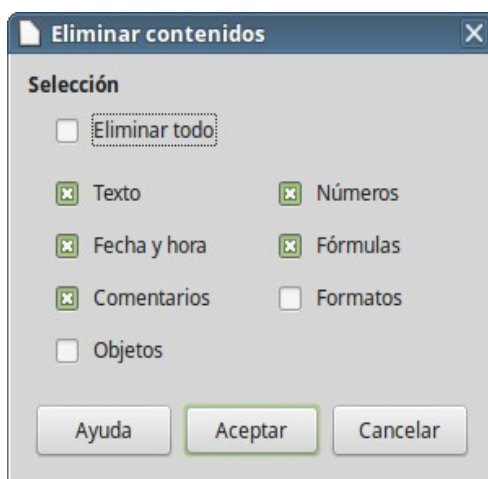 Eliminar contenidos
Selección
Eliminar todo
Texto Números
Fecha y hora Fórmulas
Comentarios Formatos
Objetos
Ayuda Aceptar Cancelar